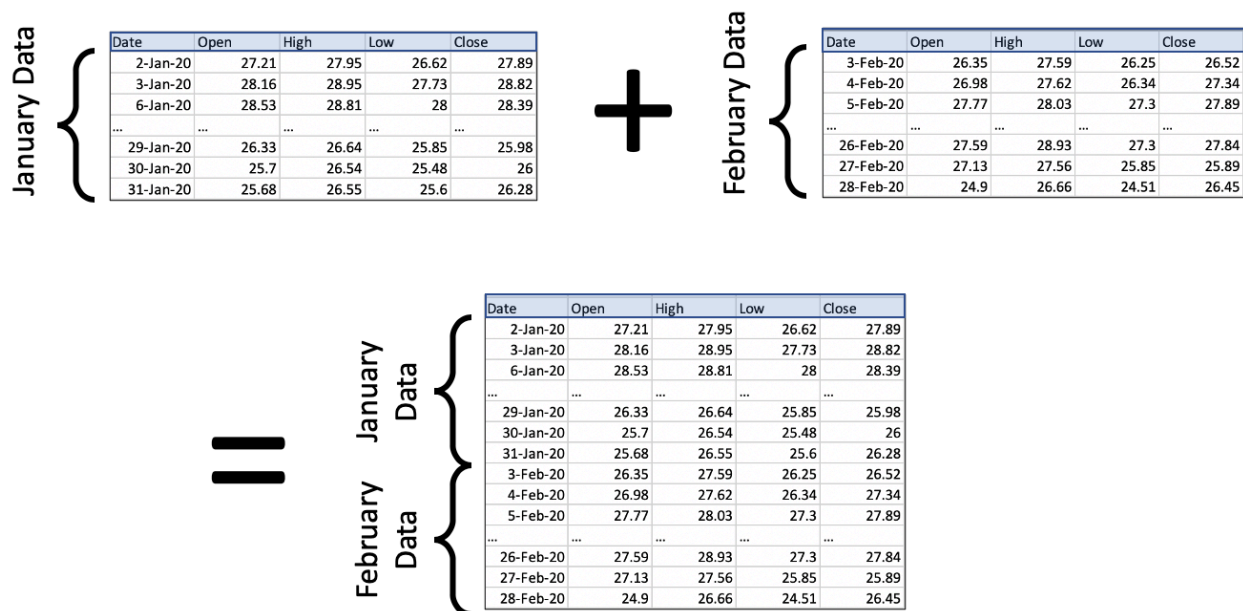 January Data
Date Open High Low Close
2-Jan-20 27.21 27.95 26.62 27.89
3-Jan-20 28.16 28.95 27.73 28.82
6-Jan-20 28.53 28.81 28 28.39
... ... ... ... ...
29-Jan-20 26.33 26.64 25.85 25.98
30-Jan-20 25.7 26.54 25.48 26
31-Jan-20 25.68 26.55 25.6 26.28
+
February Data
Date Open High Low Close
3-Feb-20 26.35 27.59 26.25 26.52
4-Feb-20 26.98 27.62 26.34 27.34
5-Feb-20 27.77 28.03 27.3 27.89
... ... ... ... ...
26-Feb-20 27.59 28.93 27.3 27.84
27-Feb-20 27.13 27.56 25.85 25.89
28-Feb-20 24.9 26.66 24.51 26.45
=
January
Data
February
Data
Date Open High Low Close
2-Jan-20 27.21 27.95 26.62 27.89
3-Jan-20 28.16 28.95 27.73 28.82
6-Jan-20 28.53 28.81 28 28.39
... ... ... ... ...
29-Jan-20 26.33 26.64 25.85 25.98
30-Jan-20 25.7 26.54 25.48 26
31-Jan-20 25.68 26.55 25.6 26.28
3-Feb-20 26.35 27.59 26.25 26.52
4-Feb-20 26.98 27.62 26.34 27.34
5-Feb-20 27.77 28.03 27.3 27.89
... ... ... ... ...
26-Feb-20 27.59 28.93 27.3 27.84
27-Feb-20 27.13 27.56 25.85 25.89
28-Feb-20 24.9 26.66 24.51 26.45